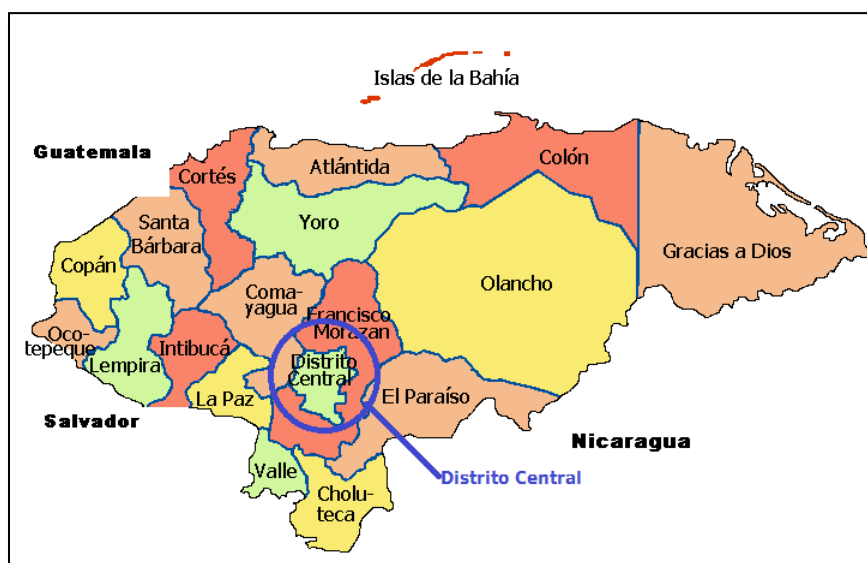 Islas de la Bahía
Guatemala
Cortés
Atlántida
Colón
Santa
Bárbara
Yoro
Copán
Gracias a Dios
Olancho
Coma-
yagua
Francisco
Morazan
Oco-
tepeque
Intibucá
Lempira
Distrito
Central
La Paz
El Paraíso
Salvador
Nicaragua
Valle
Distrito Central
Cholu-
teca